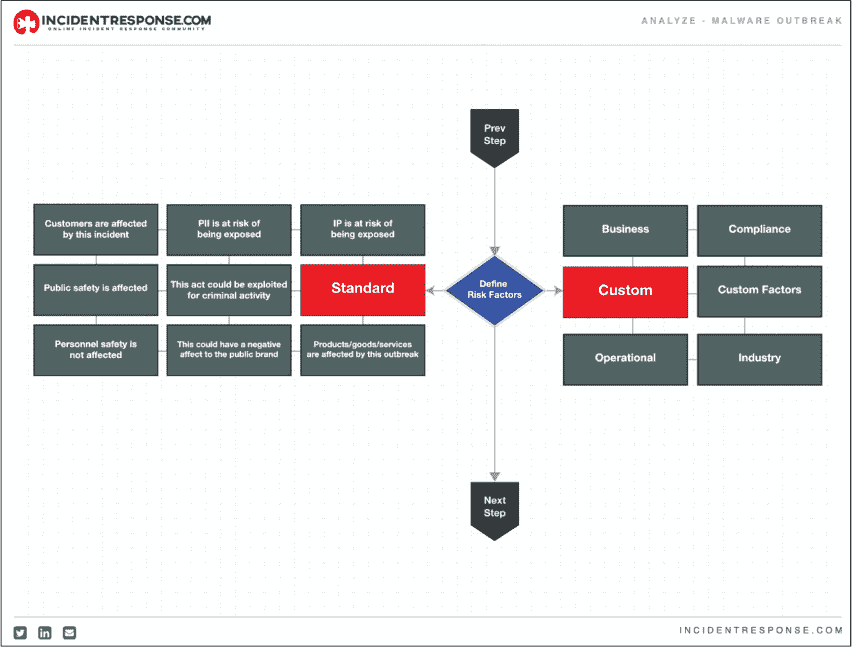 INCIDENTRESPONSE.COM
ONLINE INCIDENT RESPONSE COMMUNITY
ANALYZE - MALWARE OUTBREAK
Prev
Step
Customers are affected
by this incident
PII is at risk of
being exposed
IP is at risk of
being exposed
Public safety is affected
This act could be exploited
for criminal activity
Standard
Personnel safety is
not affected
This could have a negative
affect to the public brand
Products/goods/services
are affected by this outbreak
Define
Risk Factors
Business
Compliance
Custom
Custom Factors
Operational
Industry
Next
Step
in
INCIDENTRESPONSE.COM